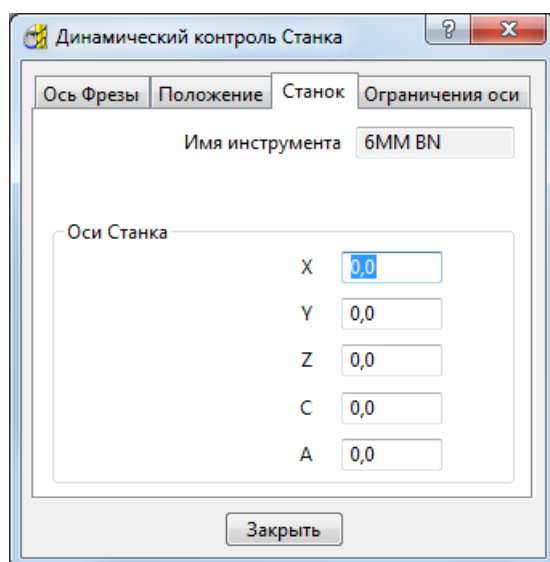 Динамический контроль Станка
Ось Фрезы Положение Станок Ограничения оси
Имя инструмента 6MM BN
Оси Станка
X 0,0
Y 0,0
Z 0,0
C 0,0
A 0,0
Закрыть